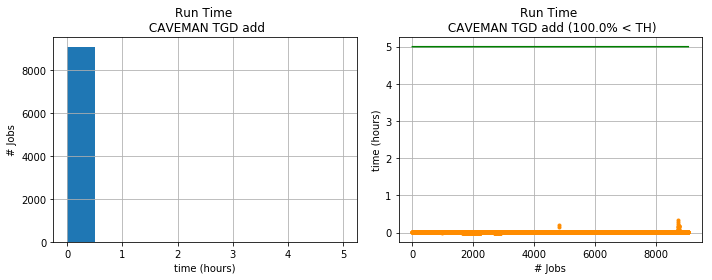 Run Time
CAVEMAN TGD add
# Jobs
8000
6000
4000
2000
0
0 1 2 3 4 5
time (hours)
Run Time
CAVEMAN TGD add (100.0% < TH)
time (hours)
5
4
3
2
1
0
0 2000 4000 6000 8000
# Jobs